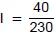 I = 40/230